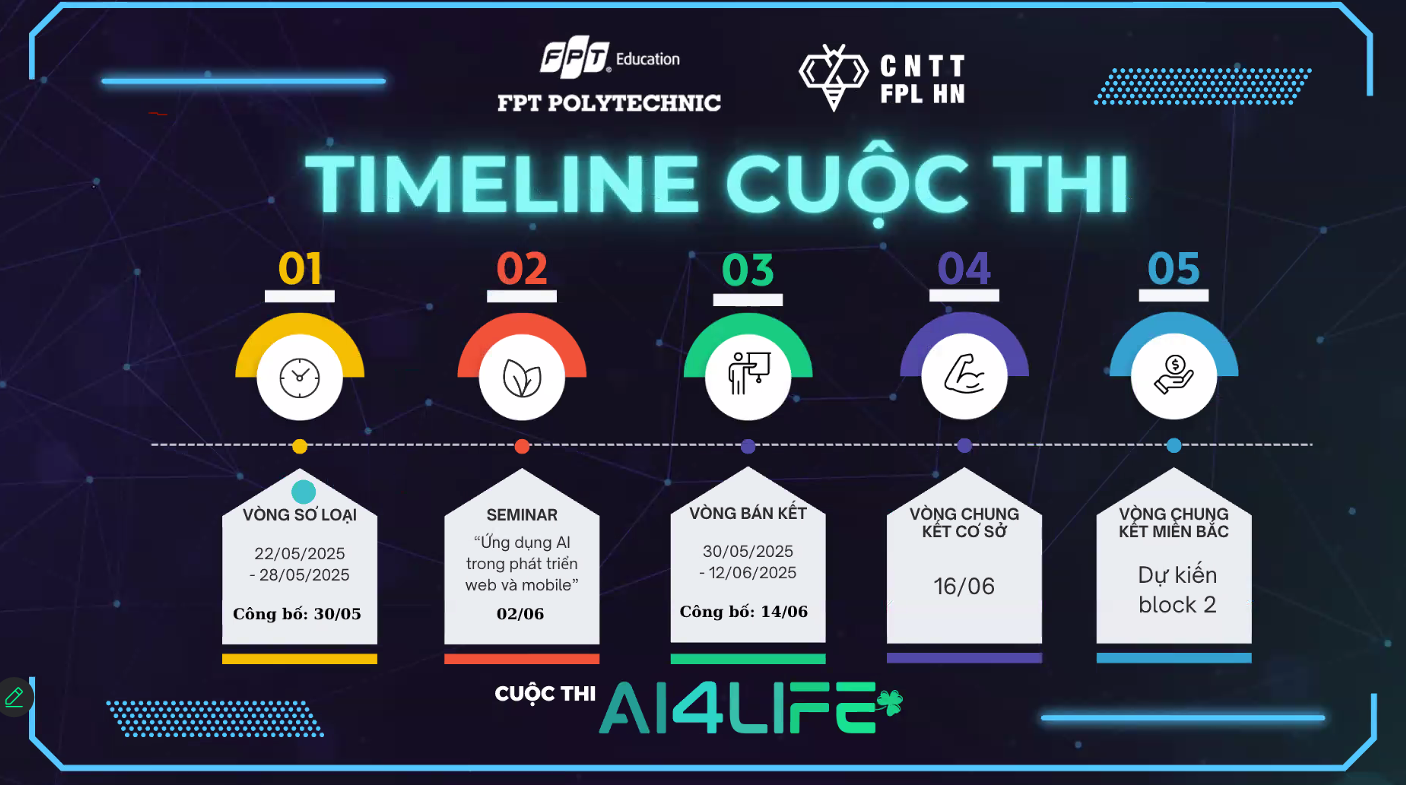 FPT Education
FPT POLYTECHNIC
CNTT
FPL HN
TIMELINE CUỘC THI
01
02
03
04
05
VÒNG SƠ LOẠI
22/05/2025
- 28/05/2025
Công bố: 30/05
SEMINAR
“Ứng dụng AI
trong phát triển
web và mobile”
02/06
VÒNG BÁN KẾT
30/05/2025
- 12/06/2025
Công bố: 14/06
VÒNG CHUNG
KẾT CƠ SỞ
16/06
VÒNG CHUNG
KẾT MIỀN BẮC
Dự kiến
block 2
CUỘC THI AI4LIFE